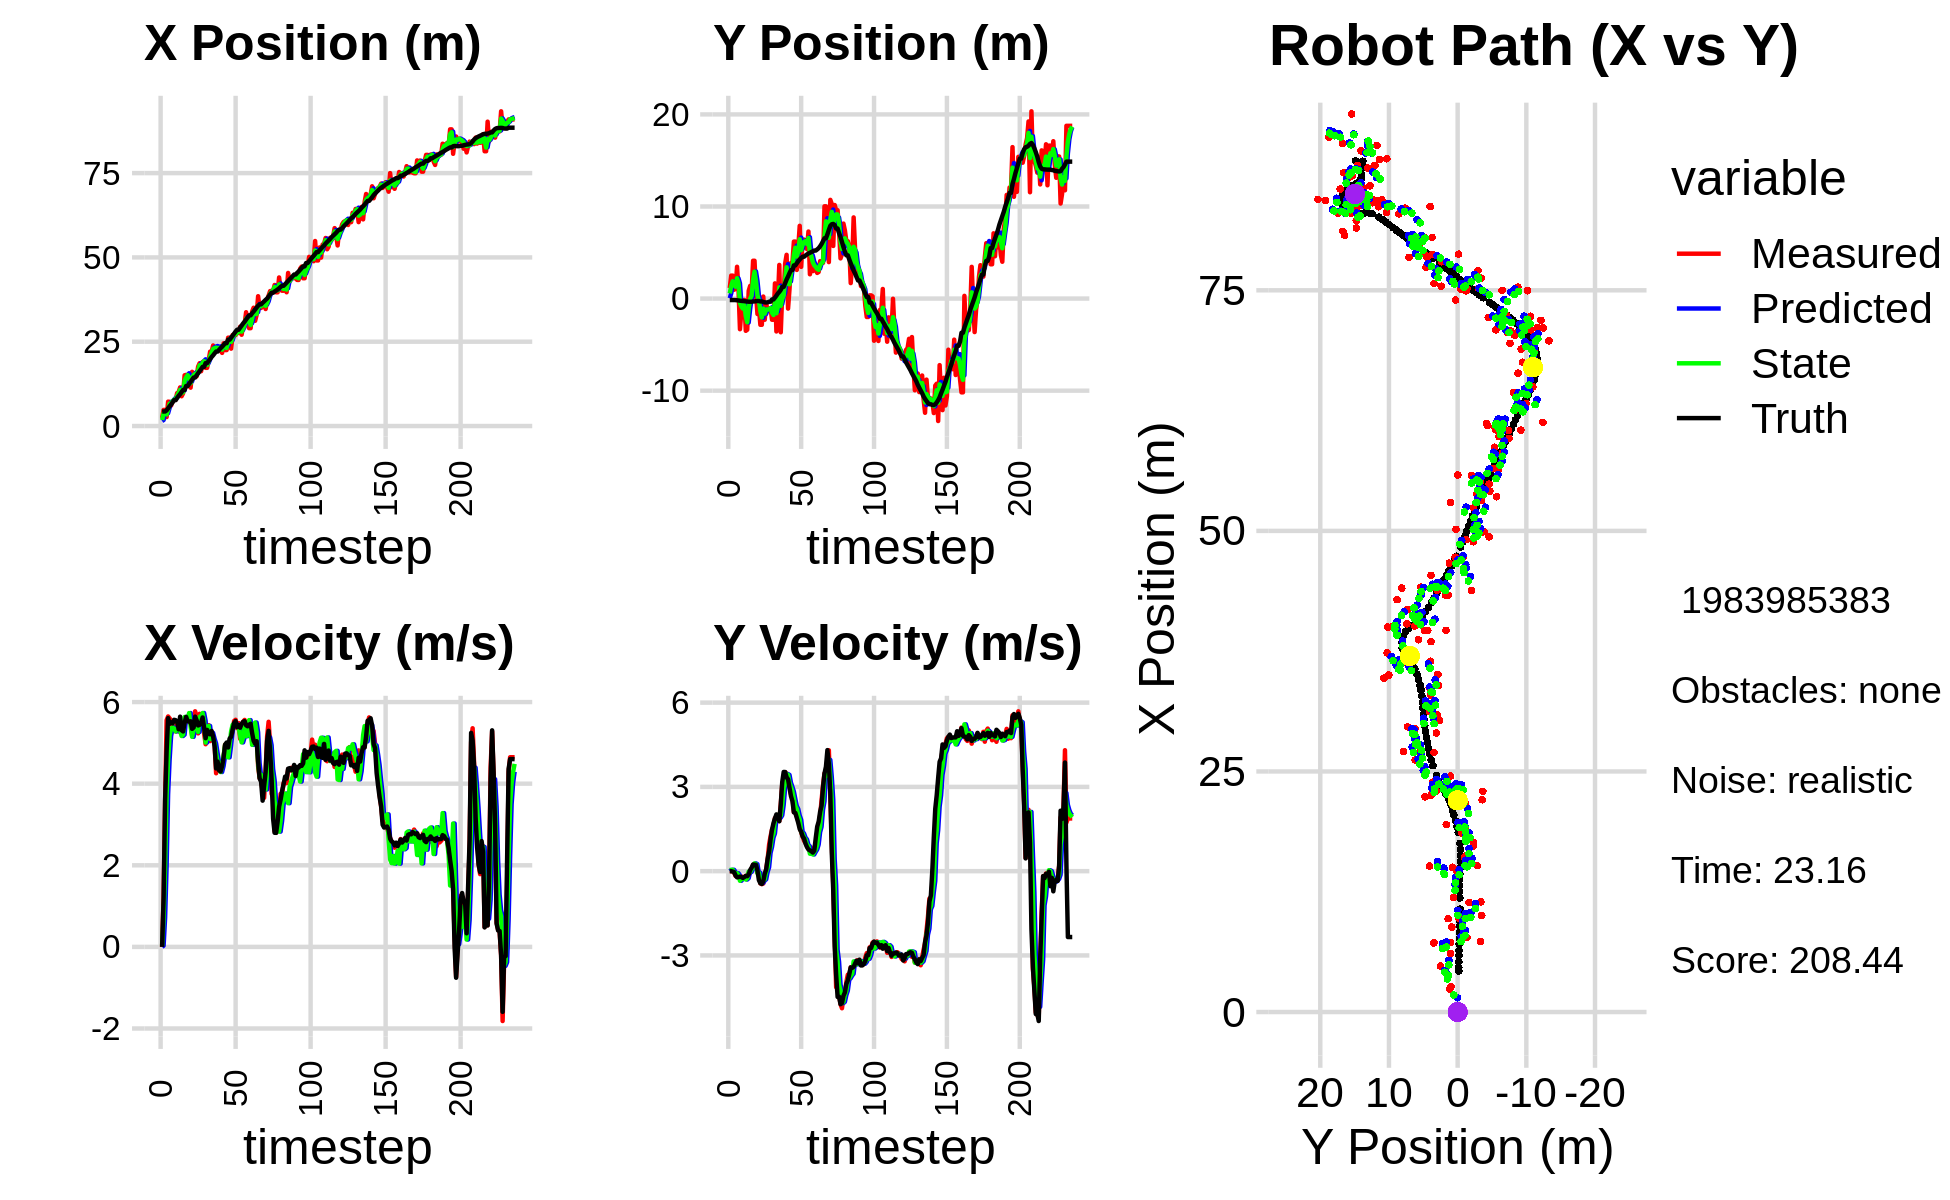 X Position (m)
75
50
25
0
0 50 100 150 200
timestep
Y Position (m)
20
10
0
-10
0 50 100 150 200
timestep
X Velocity (m/s)
6
4
2
0
-2
0 50 100 150 200
timestep
Y Velocity (m/s)
6
3
0
-3
0 50 100 150 200
timestep
Robot Path (X vs Y)
X Position (m)
75
50
25
0
20 10 0 -10 -20
Y Position (m)
variable
Measured
Predicted
State
Truth
1983985383
Obstacles: none
Noise: realistic
Time: 23.16
Score: 208.44